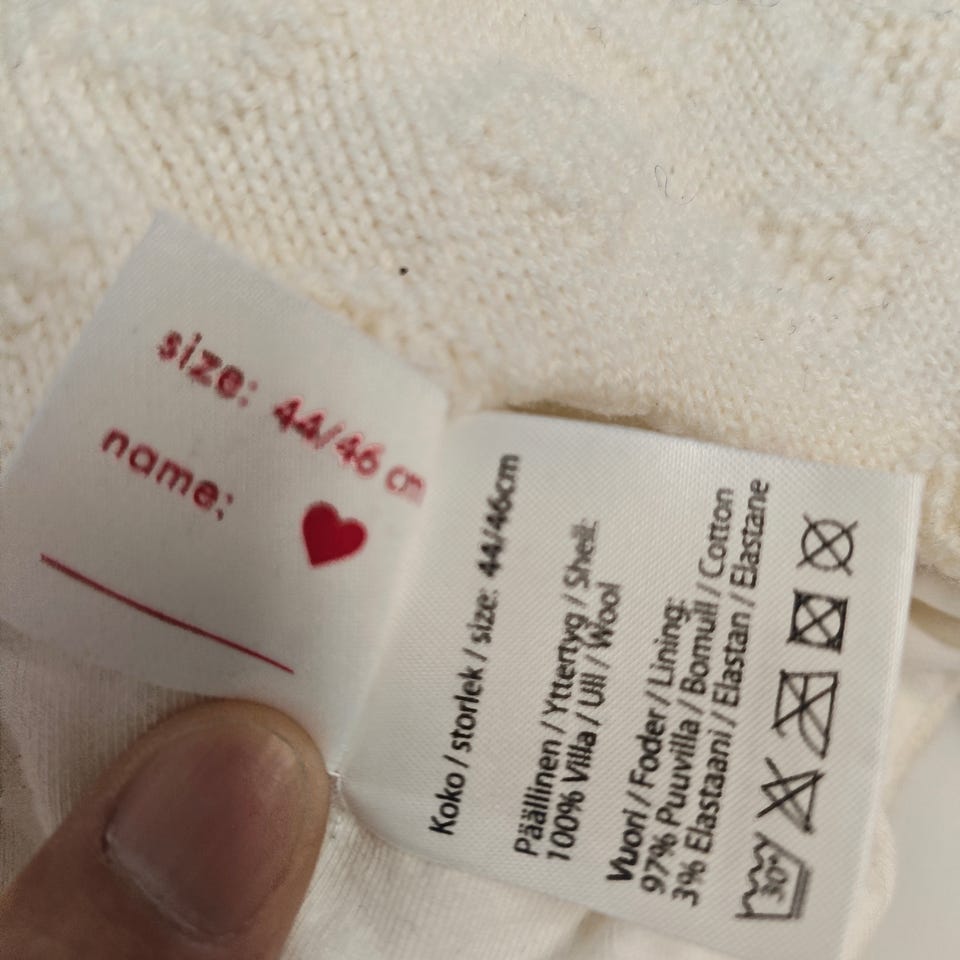 size: 44/46 cm
name:
Koko / storlek / size: 44/46cm
Päällinen / Yttertyg / Shell:
100% Villa / Ull / Wool
Vuori / Foder / Lining:
97% Puuvilla / Bomull / Cotton
3% Elastaani / Elastan / Elastane
30°